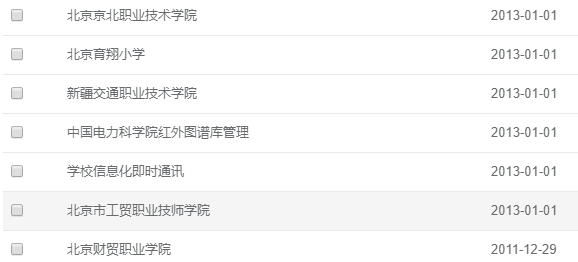 北京京北职业技术学院 2013-01-01
北京育翔小学 2013-01-01
新疆交通职业技术学院 2013-01-01
中国电力科学院红外图谱库管理 2013-01-01
学校信息化即时通讯 2013-01-01
北京市工贸职业技师学院 2013-01-01
北京财贸职业学院 2011-12-29